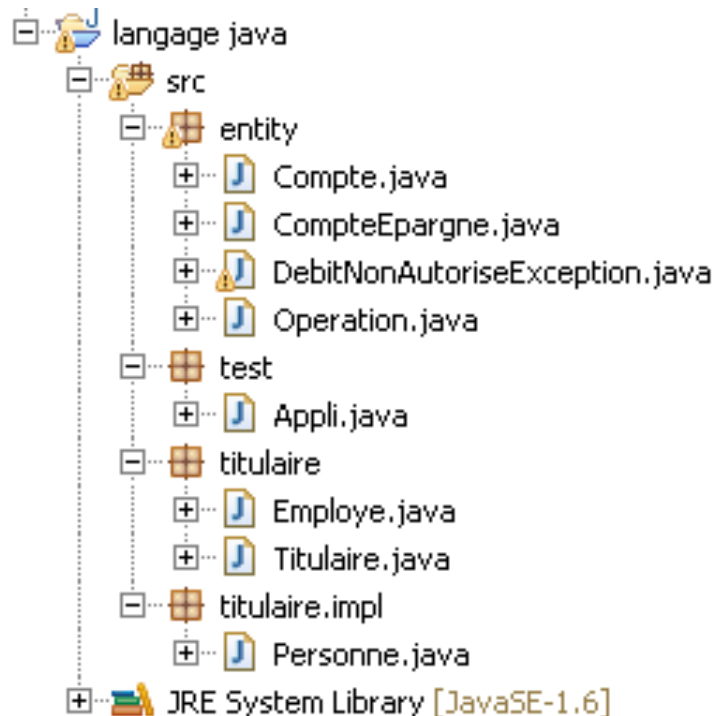 langage java
src
entity
Compte.java
CompteEpargne.java
DebitNonAutoriseException.java
Operation.java
test
Appli.java
titulaire
Employe.java
Titulaire.java
titulaire.impl
Personne.java
JRE System Library [JavaSE-1.6]